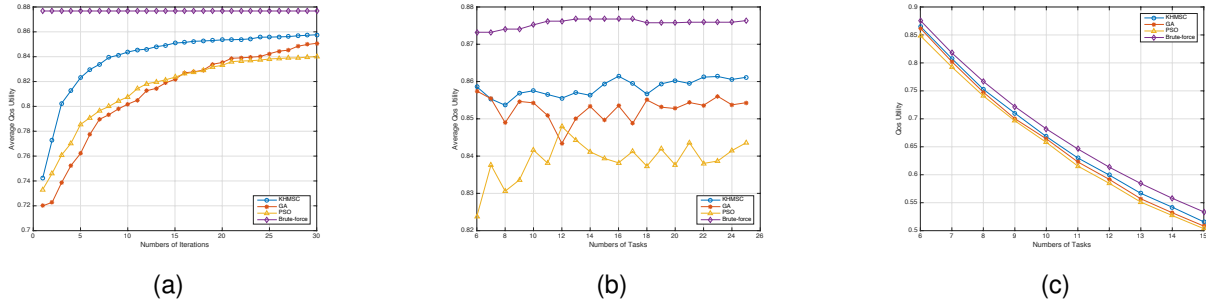 0.88
0.86
0.84
0.82
0.8
0.78
0.76
0.74
0.72
0.7
Average Qos Utility
0 5 10 15 20 25 30
Numbers of Iterations
KHMSC
GA
PSO
Brute-force
(a)
0.88
0.87
0.86
0.85
0.84
0.83
0.82
Average QoS Utility
6 8 10 12 14 16 18 20 22 24 26
Numbers of Tasks
KHMSC
GA
PSO
Brute-force
(b)
0.9
0.85
0.8
0.75
0.7
0.65
0.6
0.55
0.5
0.5
QoS Utility
6 7 8 9 10 11 12 13 14 15
Numbers of Tasks
KHMSC
GA
PSO
Brute-force
(c)